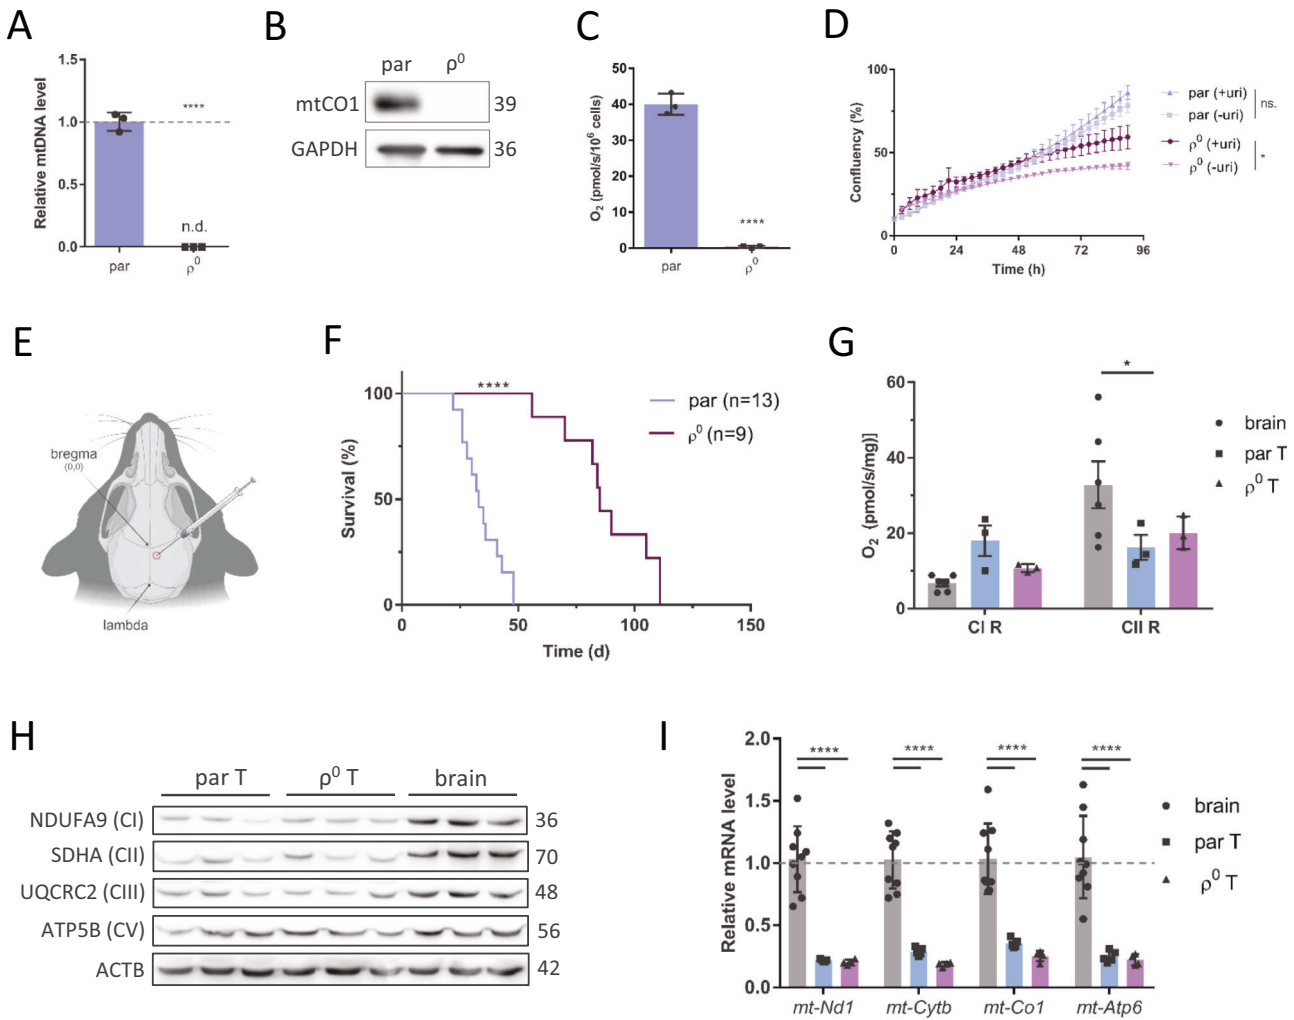 A
Relative mtDNA level
1.5
1.0
0.5
0.0
****
n.d.
par
ρ⁰
B
par ρ⁰
mtCO1 39
GAPDH 36
C
O₂ (pmol/s/10⁶ cells)
50
40
30
20
10
0
****
par
ρ⁰
D
Confluency (%)
100
50
0
0 24 48 72 96
Time (h)
par (+uri)
par (-uri)
ns.
ρ⁰ (+uri)
ρ⁰ (-uri)
*
E
bregma
(0,0)
lambda
F
Survival (%)
100
50
0
****
0 50 100 150
Time (d)
par (n=13)
ρ⁰ (n=9)
G
O₂ (pmol/s/mg)]
60
40
20
0
*
CI R CII R
brain
par T
ρ⁰ T
H
par T ρ⁰ T brain
NDUFA9 (CI) 36
SDHA (CII) 70
UQCRC2 (CIII) 48
ATP5B (CV) 56
ACTB 42
I
Relative mRNA level
2.0
1.5
1.0
0.5
0.0
**** **** **** ****
mt-Nd1 mt-Cytb mt-Co1 mt-Atp6
brain
par T
ρ⁰ T